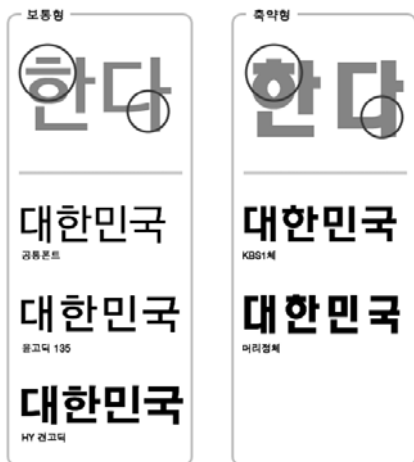 보통형
한다
대한민국
공통폰트
대한민국
윤고딕 135
대한민국
HY 견고딕
축약형
한다
대한민국
KBS1체
대한민국
머리정체